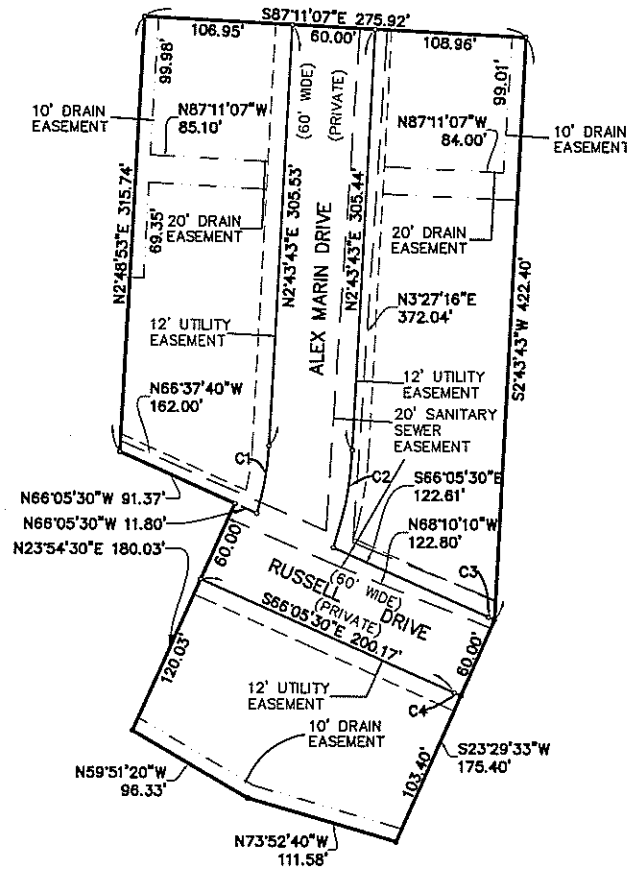 S87°11'07"E 275.92'
106.95'
60.00'
108.96'
99.98'
(60' WIDE)
(PRIVATE)
99.01'
10' DRAIN
EASEMENT
N87°11'07"W
85.10'
N87°11'07"W
84.00'
10' DRAIN
EASEMENT
N2°48'53"E 315.74'
69.35'
20' DRAIN
EASEMENT
N2°43'43"E 305.53'
ALEX MARIN DRIVE
N2°43'43"E 305.44'
20' DRAIN
EASEMENT
N3°27'16"E
372.04'
S2°43'43"W 422.40'
12' UTILITY
EASEMENT
12' UTILITY
EASEMENT
20' SANITARY
SEWER
EASEMENT
N66°37'40"W
162.00'
C1
C2
S66°05'30"E
122.61'
N66°05'30"W 91.37'
N66°05'30"W 11.80'
N68°10'10"W
122.80'
N23°54'30"E 180.03'
60.00'
C3
RUSSELL DRIVE
(60' WIDE)
(PRIVATE)
S66°05'30"E 200.17'
60.00'
120.03'
12' UTILITY
EASEMENT
C4
10' DRAIN
EASEMENT
S23°29'33"W
175.40'
103.40'
N59°51'20"W
96.33'
N73°52'40"W
111.58'